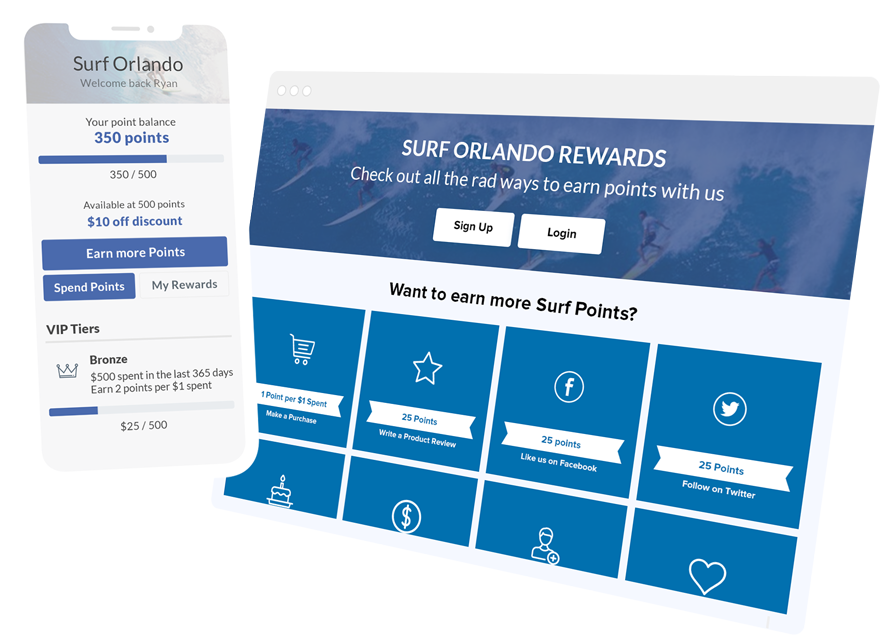 Surf Orlando
Welcome back Ryan
Your point balance
350 points
350 / 500
Available at 500 points
$10 off discount
Earn more Points
Spend Points
My Rewards
VIP Tiers
Bronze
$500 spent in the last 365 days
Earn 2 points per $1 spent
$25 / 500
SURF ORLANDO REWARDS
Check out all the rad ways to earn points with us
Sign Up
Login
Want to earn more Surf Points?
1 Point per $1 Spent
Make a Purchase
25 Points
Write a Product Review
25 points
Like us on Facebook
25 Points
Follow on Twitter